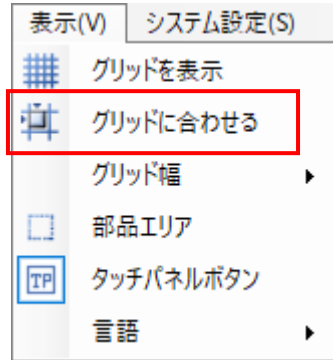 表示(V) システム設定(S)
グリッドを表示
グリッドに合わせる
グリッド幅
部品エリア
TP タッチパネルボタン
言語